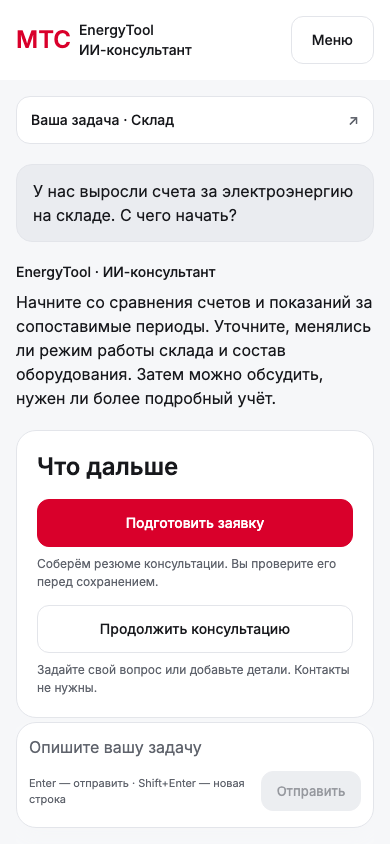 МТС
EnergyTool
ИИ-консультант
Меню
Ваша задача · Склад
У нас выросли счета за электроэнергию
на складе. С чего начать?
EnergyTool · ИИ-консультант
Начните со сравнения счетов и показаний за
сопоставимые периоды. Уточните, менялись
ли режим работы склада и состав
оборудования. Затем можно обсудить,
нужен ли более подробный учёт.
Что дальше
Подготовить заявку
Соберём резюме консультации. Вы проверите его
перед сохранением.
Продолжить консультацию
Задайте свой вопрос или добавьте детали. Контакты
не нужны.
Опишите вашу задачу
Enter — отправить · Shift+Enter — новая
строка
Отправить